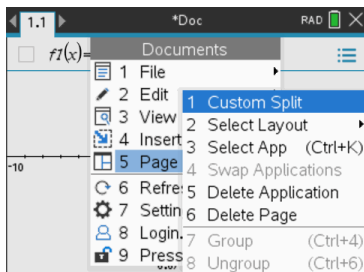 1.1 *Doc RAD
f1(x)=
Documents
1 File
2 Edit
3 View
4 Insert
5 Page
6 Refre
7 Settin
8 Login.
9 Press
1 Custom Split
2 Select Layout
3 Select App (Ctrl+K)
4 Swap Applications
5 Delete Application
6 Delete Page
7 Group (Ctrl+4)
8 Ungroup (Ctrl+6)
-10